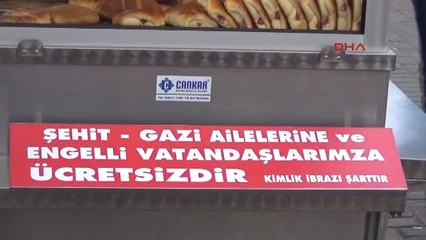 DHA
CANKAR
ŞEHİT - GAZİ AİLELERİNE ve
ENGELLİ VATANDAŞLARIMZA
ÜCRETSİZDİR KİMLİK İBRAZI ŞARTTIR